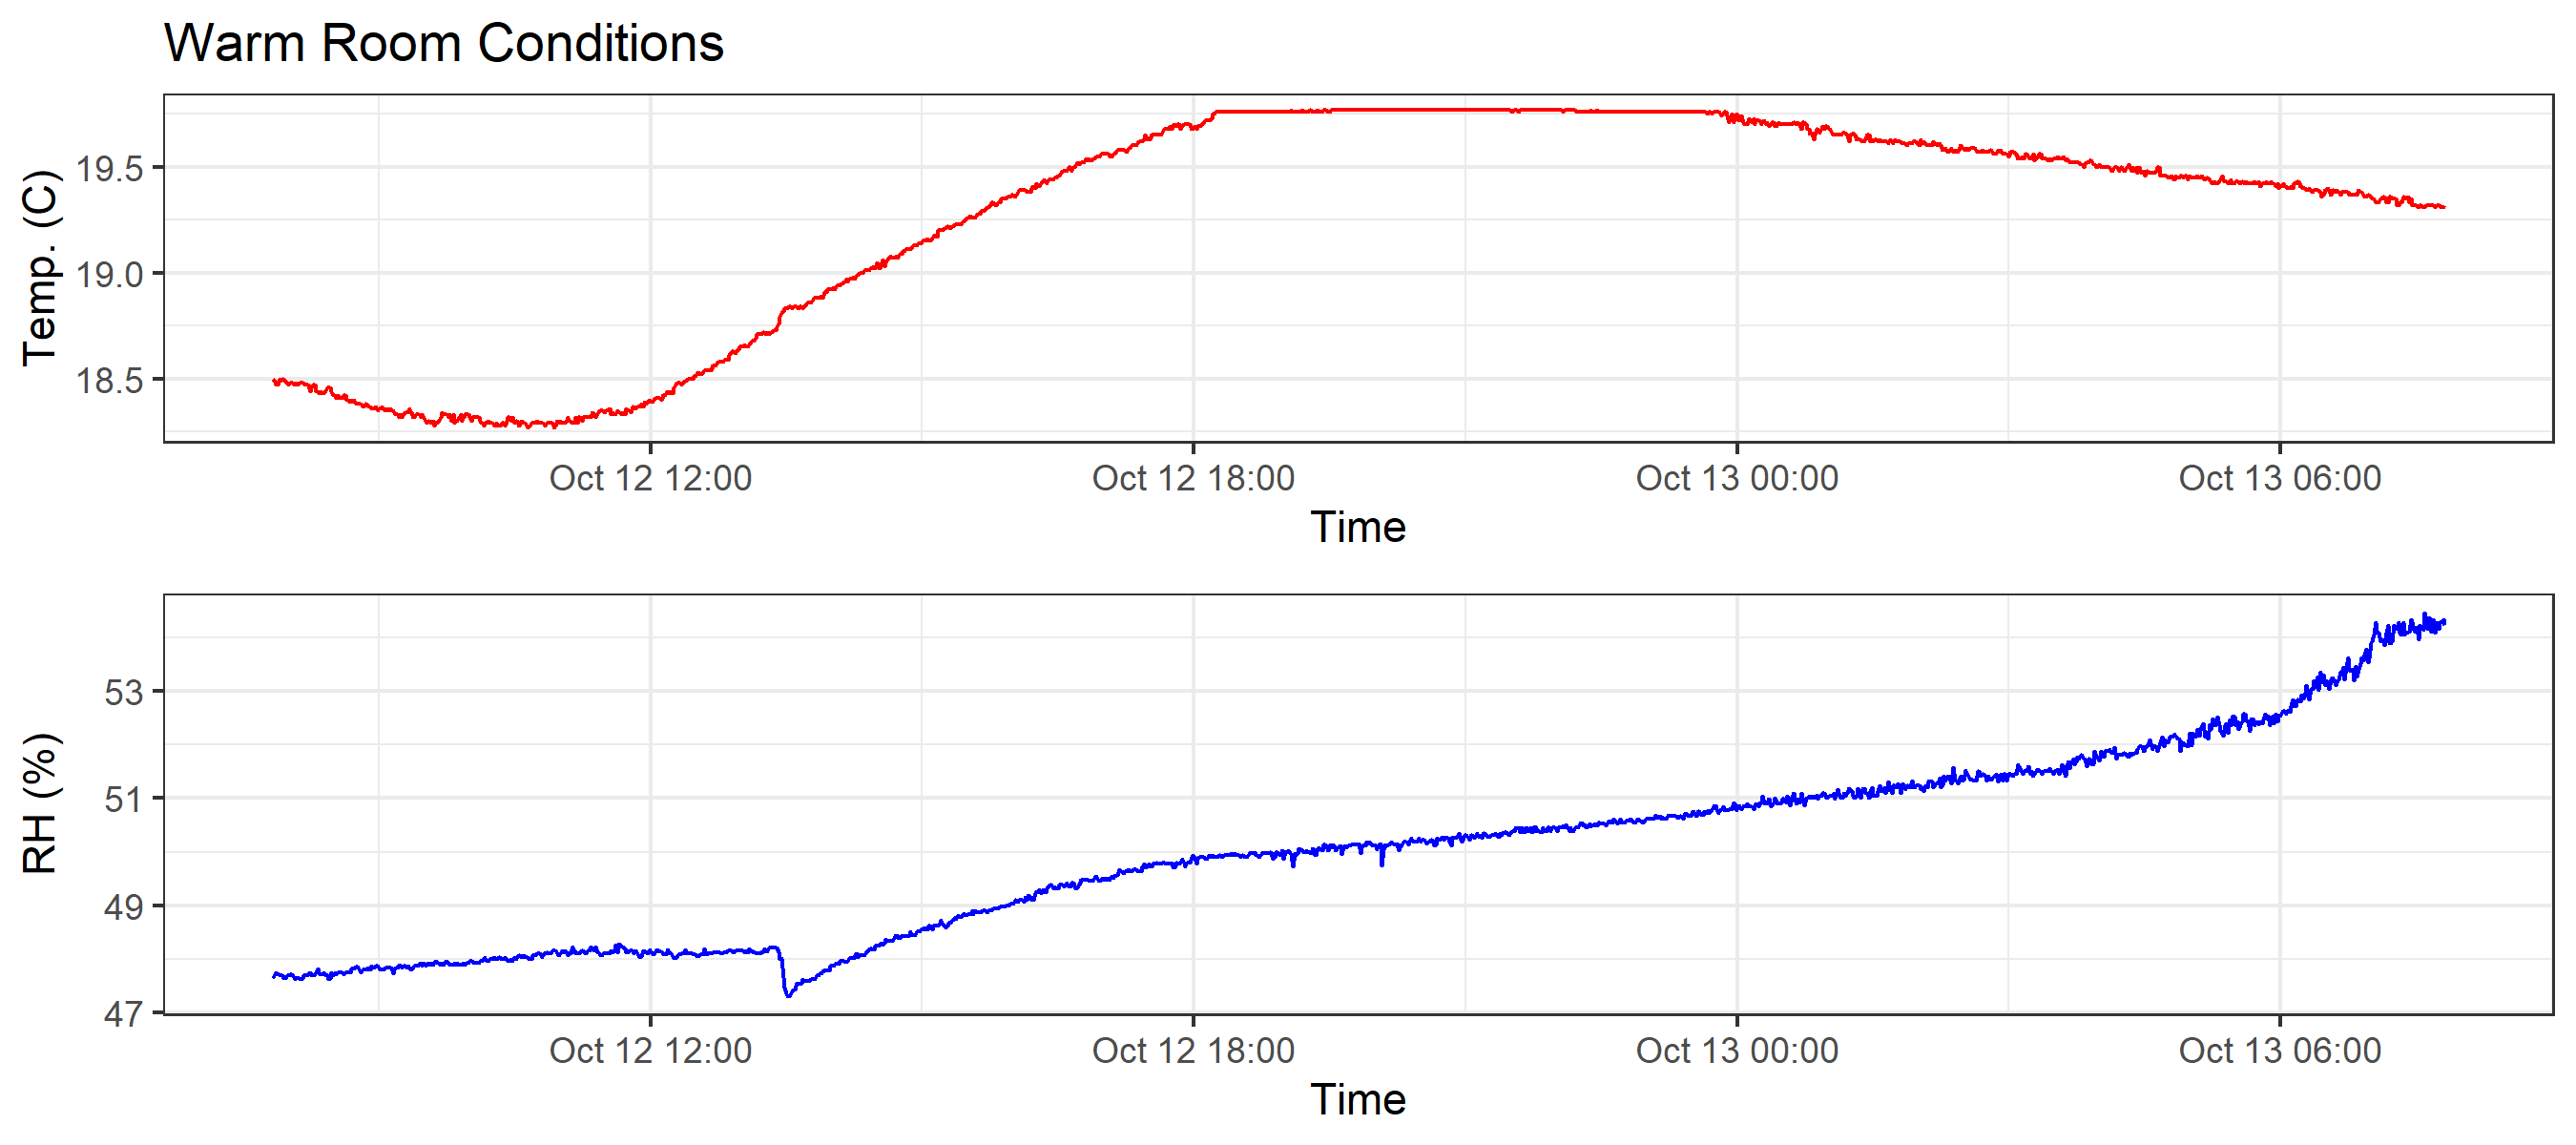 Warm Room Conditions
Temp. (C)
19.5
19.0
18.5
Oct 12 12:00 Oct 12 18:00 Oct 13 00:00 Oct 13 06:00
Time
RH (%)
53
51
49
47
Oct 12 12:00 Oct 12 18:00 Oct 13 00:00 Oct 13 06:00
Time